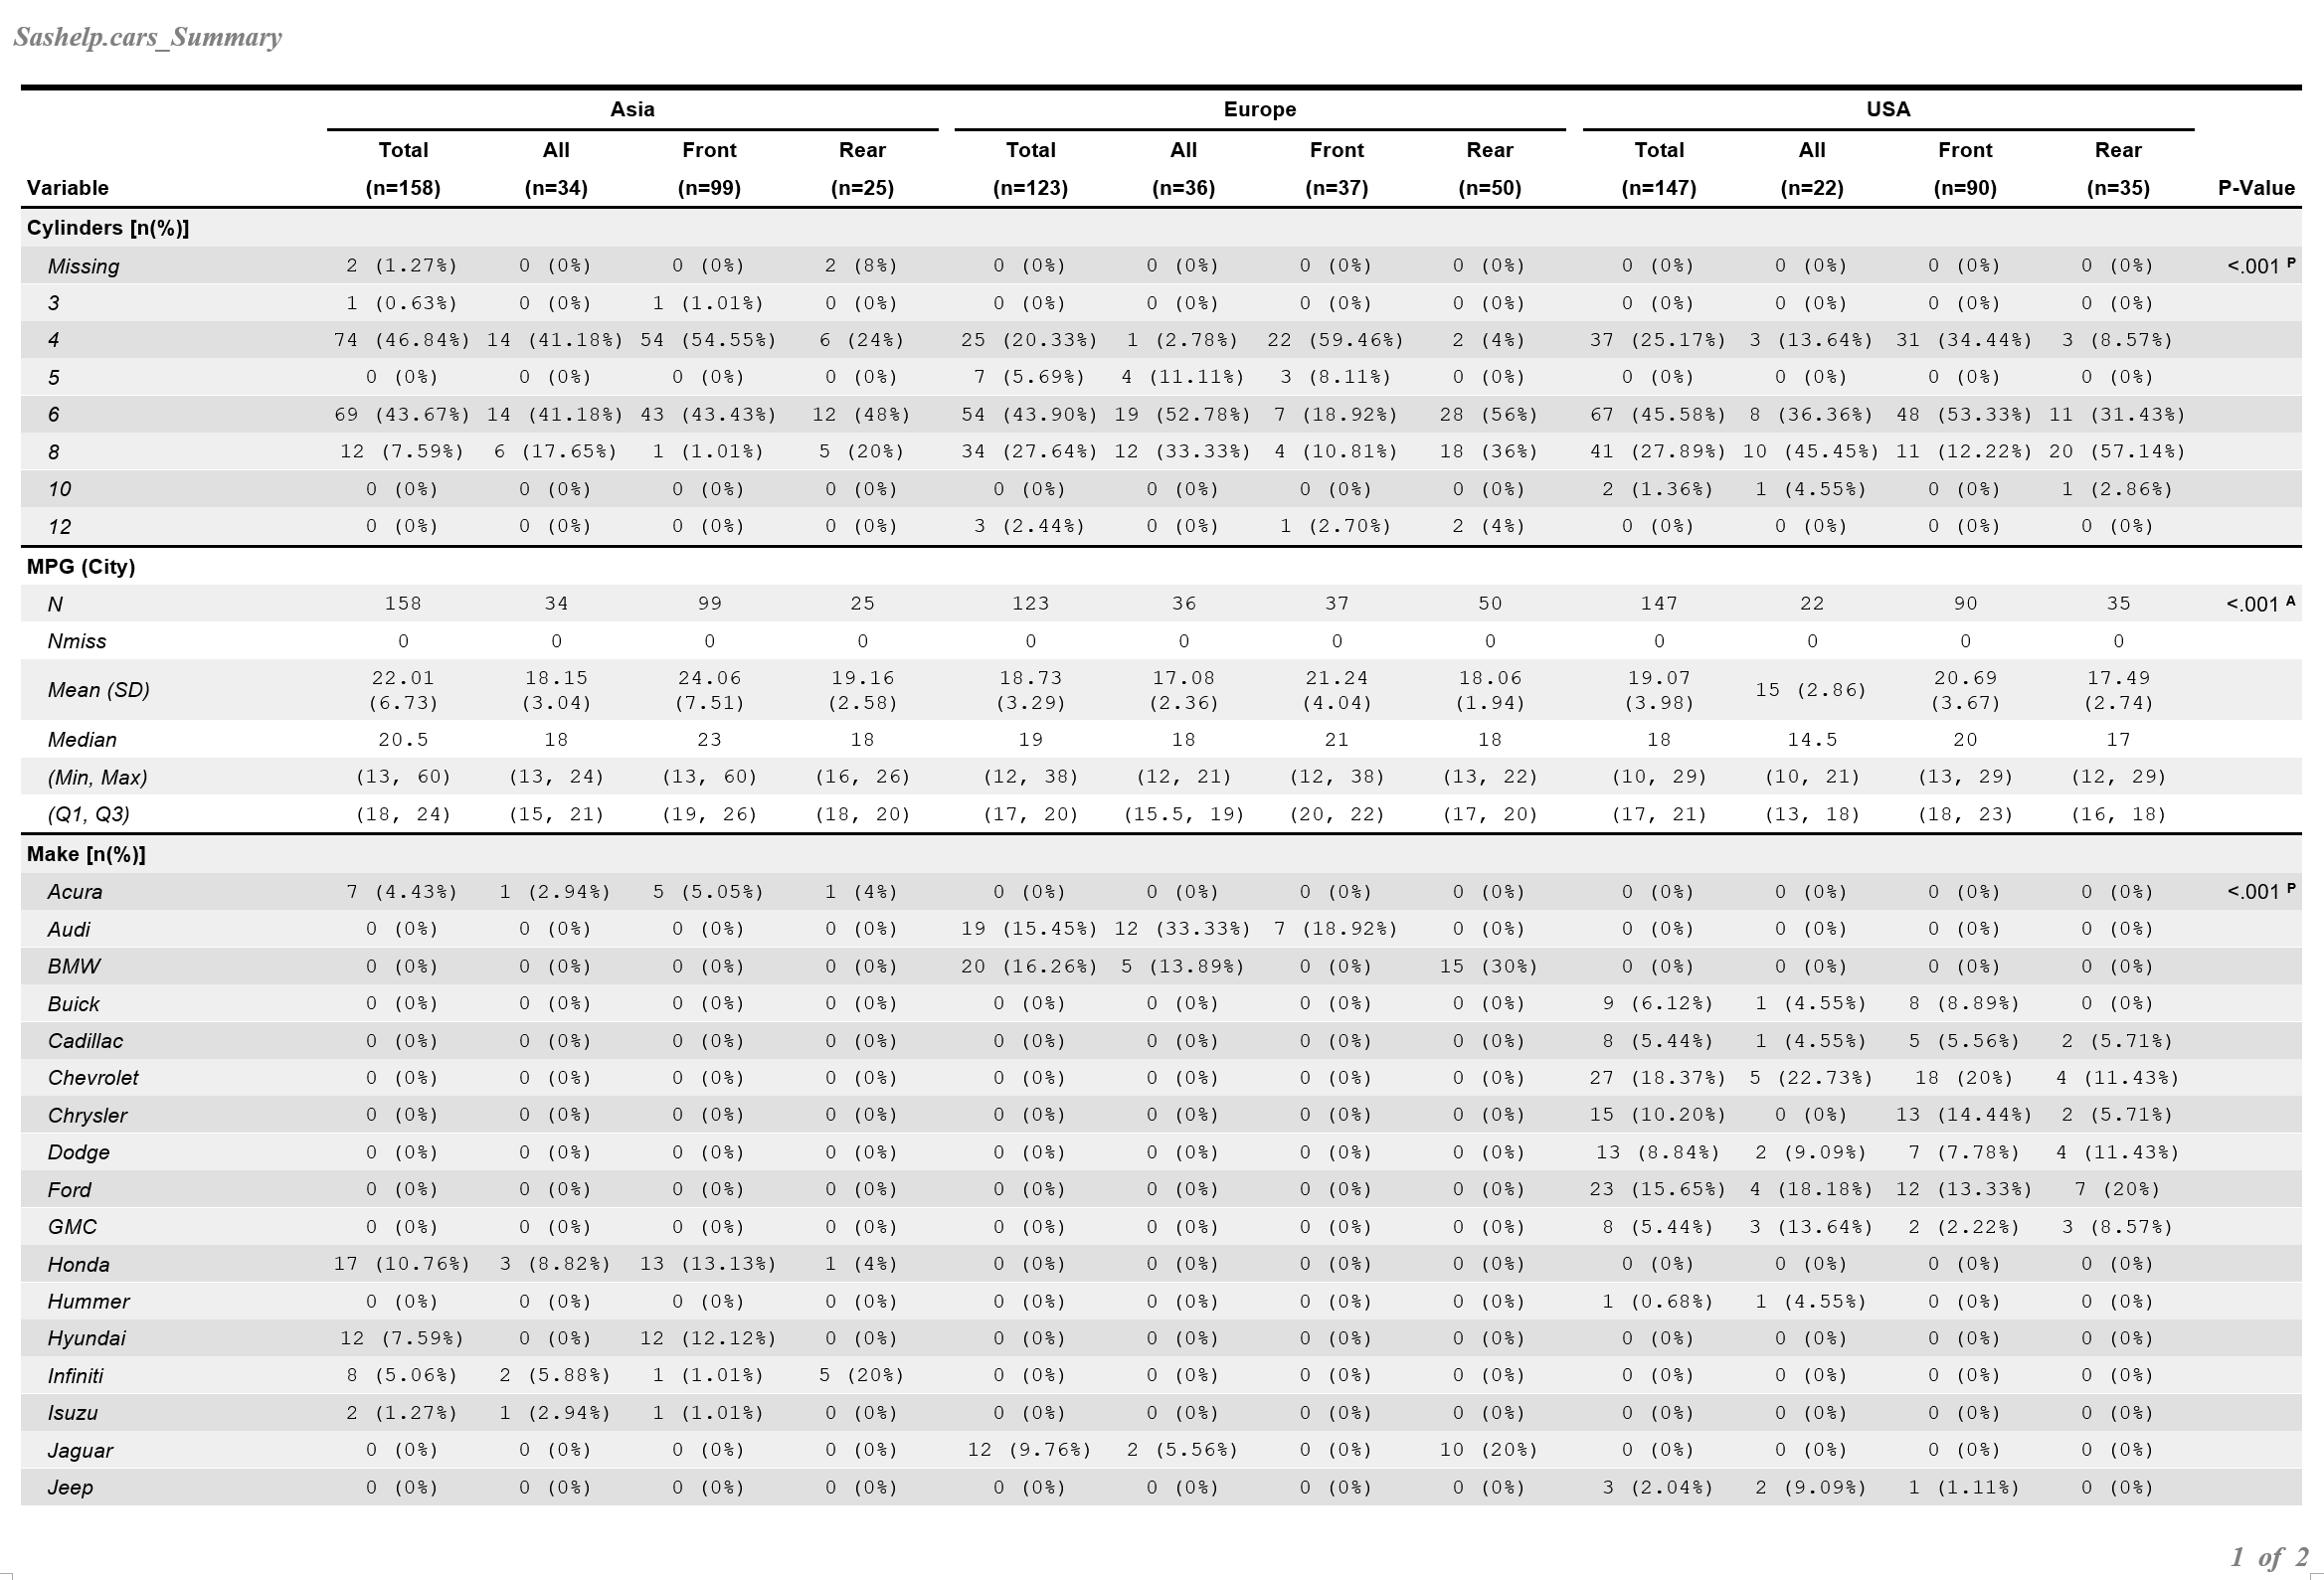 Sashelp.cars_Summary
Asia Europe USA
Total All Front Rear Total All Front Rear Total All Front Rear
Variable (n=158) (n=34) (n=99) (n=25) (n=123) (n=36) (n=37) (n=50) (n=147) (n=22) (n=90) (n=35) P-Value
Cylinders [n(%)]
Missing 2 (1.27%) 0 (0%) 0 (0%) 2 (8%) 0 (0%) 0 (0%) 0 (0%) 0 (0%) 0 (0%) 0 (0%) 0 (0%) 0 (0%) <.001 P
3 1 (0.63%) 0 (0%) 1 (1.01%) 0 (0%) 0 (0%) 0 (0%) 0 (0%) 0 (0%) 0 (0%) 0 (0%) 0 (0%) 0 (0%)
4 74 (46.84%) 14 (41.18%) 54 (54.55%) 6 (24%) 25 (20.33%) 1 (2.78%) 22 (59.46%) 2 (4%) 37 (25.17%) 3 (13.64%) 31 (34.44%) 3 (8.57%)
5 0 (0%) 0 (0%) 0 (0%) 0 (0%) 7 (5.69%) 4 (11.11%) 3 (8.11%) 0 (0%) 0 (0%) 0 (0%) 0 (0%) 0 (0%)
6 69 (43.67%) 14 (41.18%) 43 (43.43%) 12 (48%) 54 (43.90%) 19 (52.78%) 7 (18.92%) 28 (56%) 67 (45.58%) 8 (36.36%) 48 (53.33%) 11 (31.43%)
8 12 (7.59%) 6 (17.65%) 1 (1.01%) 5 (20%) 34 (27.64%) 12 (33.33%) 4 (10.81%) 18 (36%) 41 (27.89%) 10 (45.45%) 11 (12.22%) 20 (57.14%)
10 0 (0%) 0 (0%) 0 (0%) 0 (0%) 0 (0%) 0 (0%) 0 (0%) 0 (0%) 2 (1.36%) 1 (4.55%) 0 (0%) 1 (2.86%)
12 0 (0%) 0 (0%) 0 (0%) 0 (0%) 3 (2.44%) 0 (0%) 1 (2.70%) 2 (4%) 0 (0%) 0 (0%) 0 (0%) 0 (0%)
MPG (City)
N 158 34 99 25 123 36 37 50 147 22 90 35 <.001 A
Nmiss 0 0 0 0 0 0 0 0 0 0 0 0
Mean (SD) 22.01 (6.73) 18.15 (3.04) 24.06 (7.51) 19.16 (2.58) 18.73 (3.29) 17.08 (2.36) 21.24 (4.04) 18.06 (1.94) 19.07 (3.98) 15 (2.86) 20.69 (3.67) 17.49 (2.74)
Median 20.5 18 23 18 19 18 21 18 18 14.5 20 17
(Min, Max) (13, 60) (13, 24) (13, 60) (16, 26) (12, 38) (12, 21) (12, 38) (13, 22) (10, 29) (10, 21) (13, 29) (12, 29)
(Q1, Q3) (18, 24) (15, 21) (19, 26) (18, 20) (17, 20) (15.5, 19) (20, 22) (17, 20) (17, 21) (13, 18) (18, 23) (16, 18)
Make [n(%)]
Acura 7 (4.43%) 1 (2.94%) 5 (5.05%) 1 (4%) 0 (0%) 0 (0%) 0 (0%) 0 (0%) 0 (0%) 0 (0%) 0 (0%) 0 (0%) <.001 P
Audi 0 (0%) 0 (0%) 0 (0%) 0 (0%) 19 (15.45%) 12 (33.33%) 7 (18.92%) 0 (0%) 0 (0%) 0 (0%) 0 (0%) 0 (0%)
BMW 0 (0%) 0 (0%) 0 (0%) 0 (0%) 20 (16.26%) 5 (13.89%) 0 (0%) 15 (30%) 0 (0%) 0 (0%) 0 (0%) 0 (0%)
Buick 0 (0%) 0 (0%) 0 (0%) 0 (0%) 0 (0%) 0 (0%) 0 (0%) 0 (0%) 9 (6.12%) 1 (4.55%) 8 (8.89%) 0 (0%)
Cadillac 0 (0%) 0 (0%) 0 (0%) 0 (0%) 0 (0%) 0 (0%) 0 (0%) 0 (0%) 8 (5.44%) 1 (4.55%) 5 (5.56%) 2 (5.71%)
Chevrolet 0 (0%) 0 (0%) 0 (0%) 0 (0%) 0 (0%) 0 (0%) 0 (0%) 0 (0%) 27 (18.37%) 5 (22.73%) 18 (20%) 4 (11.43%)
Chrysler 0 (0%) 0 (0%) 0 (0%) 0 (0%) 0 (0%) 0 (0%) 0 (0%) 0 (0%) 15 (10.20%) 0 (0%) 13 (14.44%) 2 (5.71%)
Dodge 0 (0%) 0 (0%) 0 (0%) 0 (0%) 0 (0%) 0 (0%) 0 (0%) 0 (0%) 13 (8.84%) 2 (9.09%) 7 (7.78%) 4 (11.43%)
Ford 0 (0%) 0 (0%) 0 (0%) 0 (0%) 0 (0%) 0 (0%) 0 (0%) 0 (0%) 23 (15.65%) 4 (18.18%) 12 (13.33%) 7 (20%)
GMC 0 (0%) 0 (0%) 0 (0%) 0 (0%) 0 (0%) 0 (0%) 0 (0%) 0 (0%) 8 (5.44%) 3 (13.64%) 2 (2.22%) 3 (8.57%)
Honda 17 (10.76%) 3 (8.82%) 13 (13.13%) 1 (4%) 0 (0%) 0 (0%) 0 (0%) 0 (0%) 0 (0%) 0 (0%) 0 (0%) 0 (0%)
Hummer 0 (0%) 0 (0%) 0 (0%) 0 (0%) 0 (0%) 0 (0%) 0 (0%) 0 (0%) 1 (0.68%) 1 (4.55%) 0 (0%) 0 (0%)
Hyundai 12 (7.59%) 0 (0%) 12 (12.12%) 0 (0%) 0 (0%) 0 (0%) 0 (0%) 0 (0%) 0 (0%) 0 (0%) 0 (0%) 0 (0%)
Infiniti 8 (5.06%) 2 (5.88%) 1 (1.01%) 5 (20%) 0 (0%) 0 (0%) 0 (0%) 0 (0%) 0 (0%) 0 (0%) 0 (0%) 0 (0%)
Isuzu 2 (1.27%) 1 (2.94%) 1 (1.01%) 0 (0%) 0 (0%) 0 (0%) 0 (0%) 0 (0%) 0 (0%) 0 (0%) 0 (0%) 0 (0%)
Jaguar 0 (0%) 0 (0%) 0 (0%) 0 (0%) 12 (9.76%) 2 (5.56%) 0 (0%) 10 (20%) 0 (0%) 0 (0%) 0 (0%) 0 (0%)
Jeep 0 (0%) 0 (0%) 0 (0%) 0 (0%) 0 (0%) 0 (0%) 0 (0%) 0 (0%) 3 (2.04%) 2 (9.09%) 1 (1.11%) 0 (0%)
1 of 2